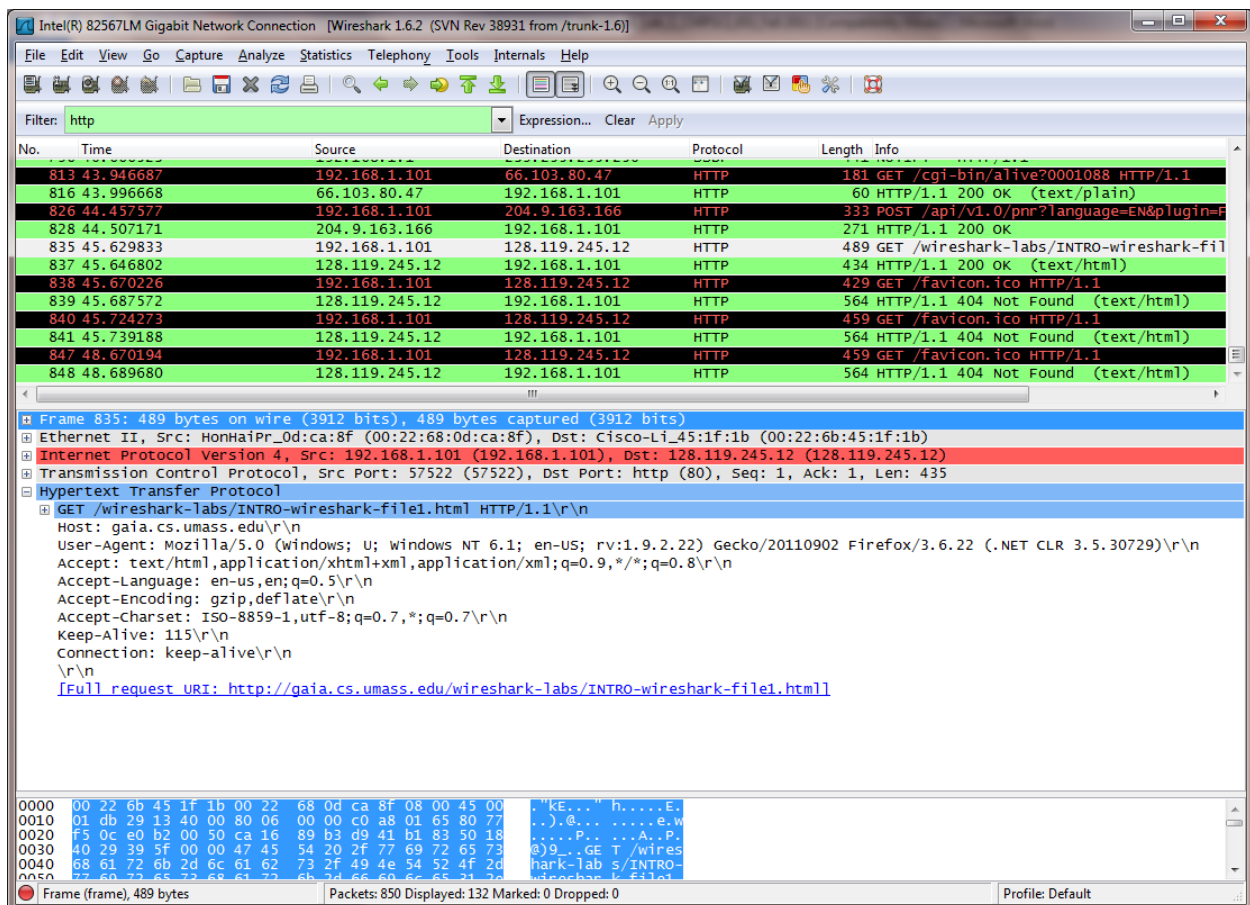 Intel(R) 82567LM Gigabit Network Connection [Wireshark 1.6.2 (SVN Rev 38931 from /trunk-1.6)]
File Edit View Go Capture Analyze Statistics Telephony Tools Internals Help
Filter: http Expression... Clear Apply
No. Time Source Destination Protocol Length Info
813 43.946687 192.168.1.101 66.103.80.47 HTTP 181 GET /cgi-bin/alive?0001088 HTTP/1.1
816 43.996668 66.103.80.47 192.168.1.101 HTTP 60 HTTP/1.1 200 OK (text/plain)
826 44.457577 192.168.1.101 204.9.163.166 HTTP 333 POST /api/v1.0/pnr?language=EN&plugin=F
828 44.507171 204.9.163.166 192.168.1.101 HTTP 271 HTTP/1.1 200 OK
835 45.629833 192.168.1.101 128.119.245.12 HTTP 489 GET /wireshark-labs/INTRO-wireshark-fil
837 45.646802 128.119.245.12 192.168.1.101 HTTP 434 HTTP/1.1 200 OK (text/html)
838 45.670226 192.168.1.101 128.119.245.12 HTTP 429 GET /favicon.ico HTTP/1.1
839 45.687572 128.119.245.12 192.168.1.101 HTTP 564 HTTP/1.1 404 Not Found (text/html)
840 45.724273 192.168.1.101 128.119.245.12 HTTP 459 GET /favicon.ico HTTP/1.1
841 45.739188 128.119.245.12 192.168.1.101 HTTP 564 HTTP/1.1 404 Not Found (text/html)
847 48.670194 192.168.1.101 128.119.245.12 HTTP 459 GET /favicon.ico HTTP/1.1
848 48.689680 128.119.245.12 192.168.1.101 HTTP 564 HTTP/1.1 404 Not Found (text/html)
Frame 835: 489 bytes on wire (3912 bits), 489 bytes captured (3912 bits)
Ethernet II, Src: HonHaiPr_0d:ca:8f (00:22:68:0d:ca:8f), Dst: Cisco-Li_45:1f:1b (00:22:6b:45:1f:1b)
Internet Protocol Version 4, Src: 192.168.1.101 (192.168.1.101), Dst: 128.119.245.12 (128.119.245.12)
Transmission Control Protocol, Src Port: 57522 (57522), Dst Port: http (80), Seq: 1, Ack: 1, Len: 435
Hypertext Transfer Protocol
GET /wireshark-labs/INTRO-wireshark-file1.html HTTP/1.1\r\n
Host: gaia.cs.umass.edu\r\n
User-Agent: Mozilla/5.0 (Windows; U; Windows NT 6.1; en-US; rv:1.9.2.22) Gecko/20110902 Firefox/3.6.22 (.NET CLR 3.5.30729)\r\n
Accept: text/html,application/xhtml+xml,application/xml;q=0.9,*/*;q=0.8\r\n
Accept-Language: en-us,en;q=0.5\r\n
Accept-Encoding: gzip,deflate\r\n
Accept-Charset: ISO-8859-1,utf-8;q=0.7,*;q=0.7\r\n
Keep-Alive: 115\r\n
Connection: keep-alive\r\n
\r\n
[Full request URI: http://gaia.cs.umass.edu/wireshark-labs/INTRO-wireshark-file1.html]
0000 00 22 6b 45 1f 1b 00 22 68 0d ca 8f 08 00 45 00 ."kE..." h.....E.
0010 01 db 29 13 40 00 80 06 00 00 c0 a8 01 65 80 77 ..).@... .....e.w
0020 f5 0c e0 b2 00 50 ca 16 89 b3 d9 41 b1 83 50 18 .....P.. ...A..P.
0030 40 29 39 5f 00 00 47 45 54 20 2f 77 69 72 65 73 @)9_..GE T /wires
0040 68 61 72 6b 2d 6c 61 62 73 2f 49 4e 54 52 4f 2d hark-lab s/INTRO-
0050 77 69 72 65 73 68 61 72 6b 2d 66 69 6c 65 31 2e wireshar k-file1.
Frame (frame), 489 bytes Packets: 850 Displayed: 132 Marked: 0 Dropped: 0 Profile: Default